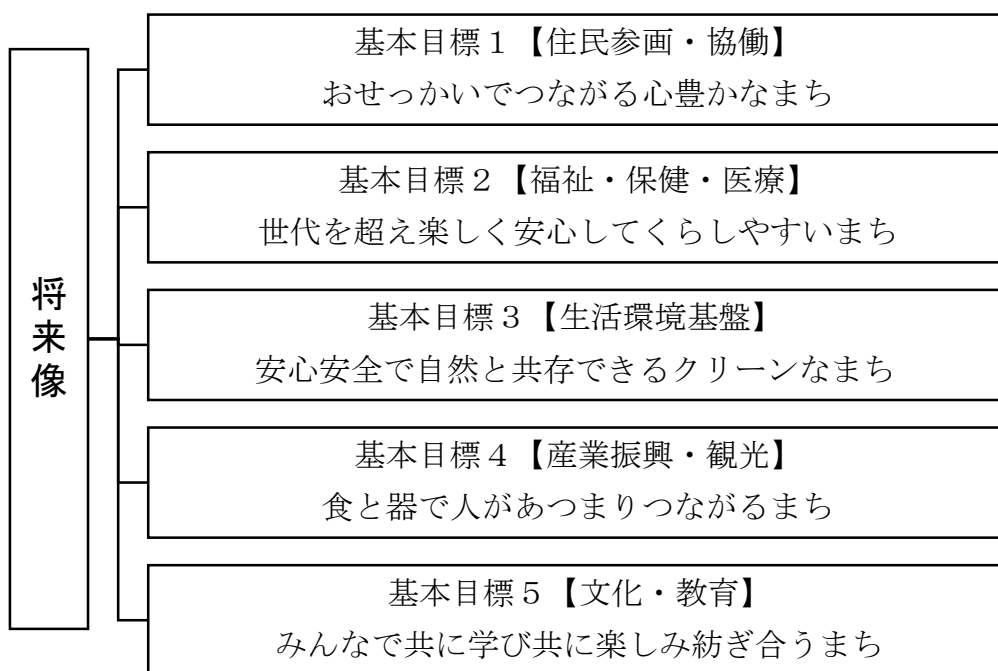 将来像
基本目標１【住民参画・協働】
おせっかいでつながる心豊かなまち
基本目標２【福祉・保健・医療】
世代を超え楽しく安心してくらしやすいまち
基本目標３【生活環境基盤】
安心安全で自然と共存できるクリーンなまち
基本目標４【産業振興・観光】
食と器で人があつまりつながるまち
基本目標５【文化・教育】
みんなで共に学び共に楽しみ紡ぎ合うまち